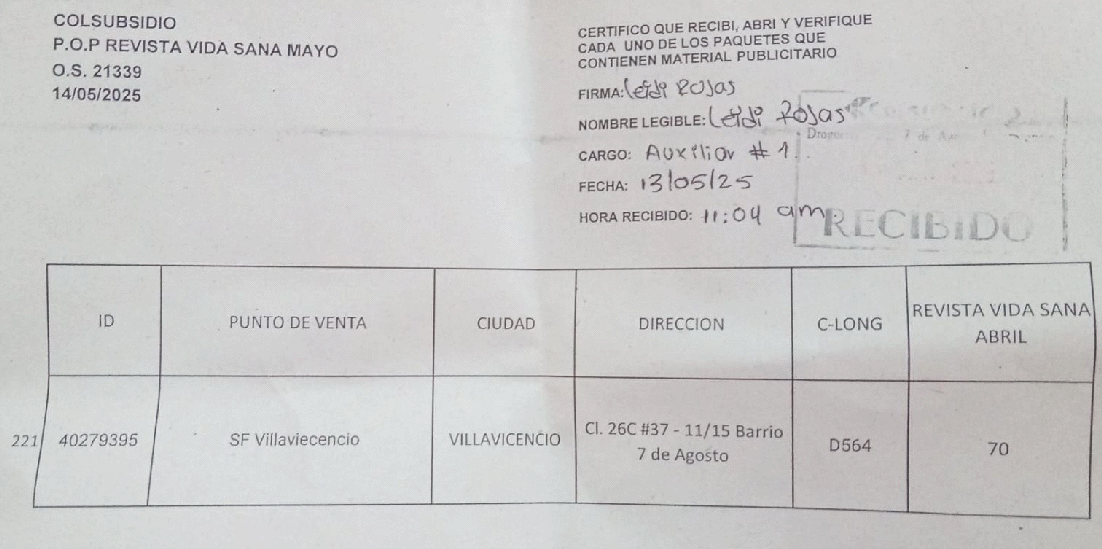 COLSUBSIDIO
P.O.P REVISTA VIDA SANA MAYO
O.S. 21339
14/05/2025
CERTIFICO QUE RECIBI, ABRI Y VERIFIQUE
CADA UNO DE LOS PAQUETES QUE
CONTIENEN MATERIAL PUBLICITARIO
FIRMA: Leidi Rojas
NOMBRE LEGIBLE: Leidi Rojas
CARGO: Auxiliar # 1
FECHA: 13/05/25
HORA RECIBIDO: 11:04 am
7 de
RECIBIDO
ID
PUNTO DE VENTA
CIUDAD
DIRECCION
C-LONG
REVISTA VIDA SANA
ABRIL
221
40279395
SF Villaviecencio
VILLAVICENCIO
Cl. 26C #37 - 11/15 Barrio
7 de Agosto
D564
70